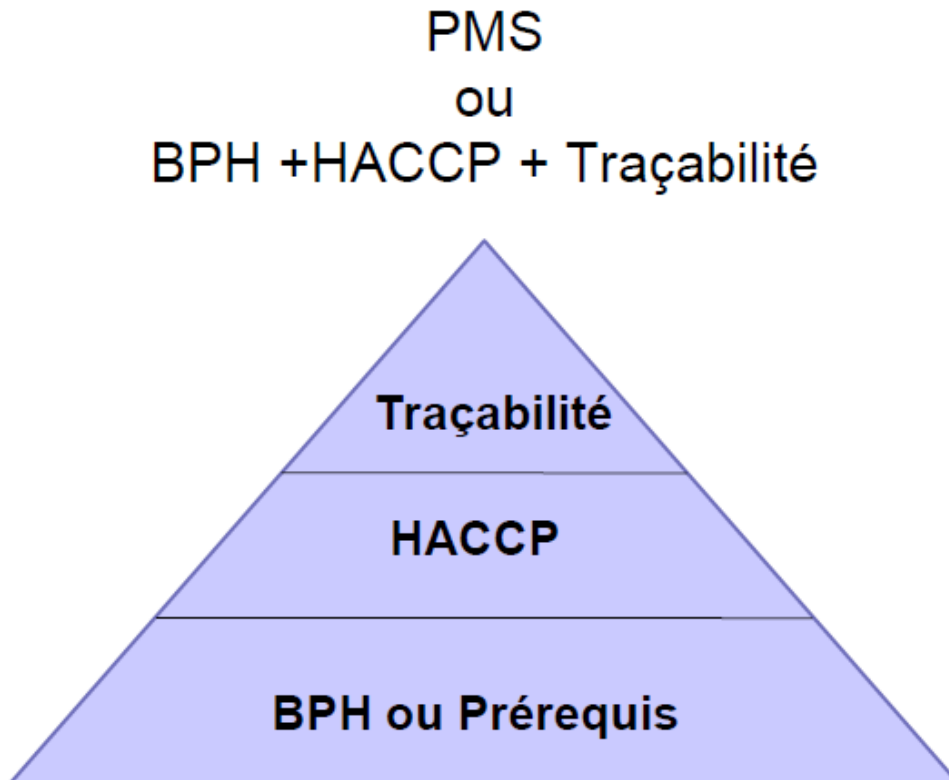 PMS
ou
BPH +HACCP + Traçabilité
Traçabilité
HACCP
BPH ou Prérequis